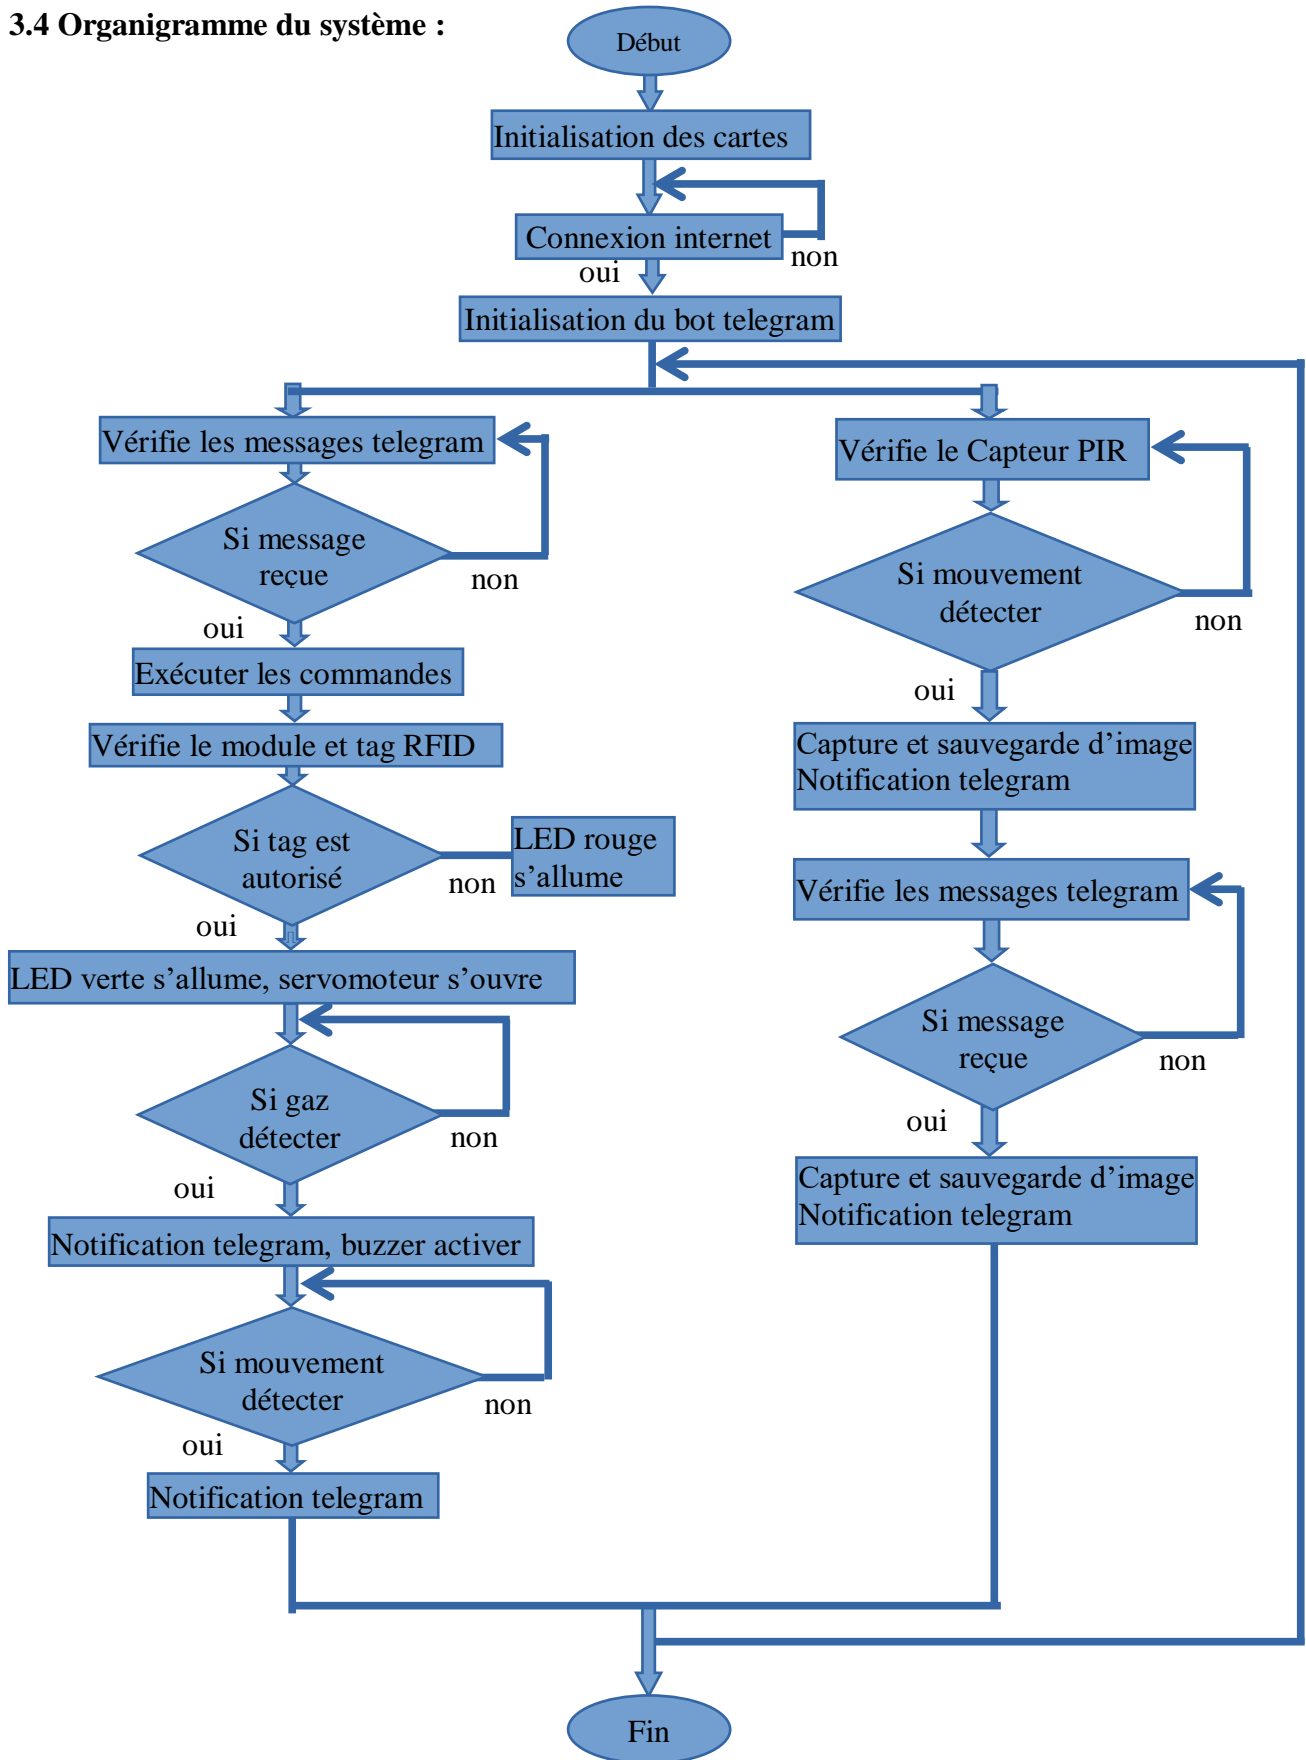 3.4 Organigramme du système :
Début
Initialisation des cartes
Connexion internet
non
oui
Initialisation du bot telegram
Vérifie les messages telegram
Si message
reçue
non
oui
Exécuter les commandes
Vérifie le module et tag RFID
Si tag est
autorisé
non
LED rouge
s’allume
oui
LED verte s’allume, servomoteur s’ouvre
Si gaz
détecter
non
oui
Notification telegram, buzzer activer
Si mouvement
détecter
non
oui
Notification telegram
Vérifie le Capteur PIR
Si mouvement
détecter
non
oui
Capture et sauvegarde d’image
Notification telegram
Vérifie les messages telegram
Si message
reçue
non
oui
Capture et sauvegarde d’image
Notification telegram
Fin